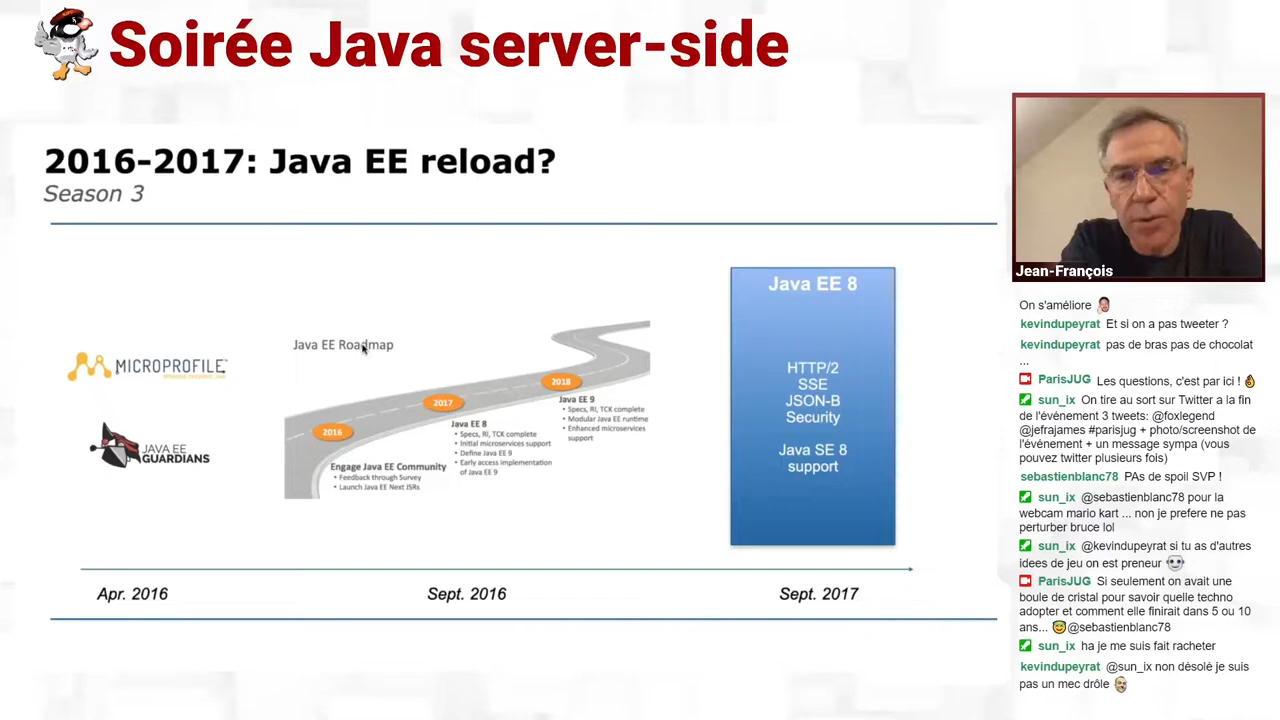 Soirée Java server-side
2016-2017: Java EE reload?
Season 3
MICROPROFILE™
JAVA EE
GUARDIANS
Java EE Roadmap
2016
2017
2018
Engage Java EE Community
• Feedback through Survey
• Launch Java EE Next JSRs
Java EE 8
• Specs, RI, TCK complete
• Initial microservices support
• Define Java EE 9
• Early access implementation
of Java EE 9
Java EE 9
• Specs, RI, TCK complete
• Modular Java EE runtime
• Enhanced microservices
support
Java EE 8
HTTP/2
SSE
JSON-B
Security
Java SE 8
support
Apr. 2016
Sept. 2016
Sept. 2017
Jean-François
On s'améliore
kevindupeyrat Et si on a pas tweeter ?
kevindupeyrat pas de bras pas de chocolat
...
ParisJUG Les questions, c'est par ici !
sun_ix On tire au sort sur Twitter a la fin
de l'événement 3 tweets: @foxlegend
@jefrajames #parisjug + photo/screenshot de
l'événement + un message sympa (vous
pouvez twitter plusieurs fois)
sebastienblanc78 PAs de spoil SVP !
sun_ix @sebastienblanc78 pour la
webcam mario kart ... non je prefere ne pas
perturber bruce lol
sun_ix @kevindupeyrat si tu as d'autres
idees de jeu on est preneur
ParisJUG Si seulement on avait une
boule de cristal pour savoir quelle techno
adopter et comment elle finirait dans 5 ou 10
ans... @sebastienblanc78
sun_ix ha je me suis fait racheter
kevindupeyrat @sun_ix non désolé je suis
pas un mec drôle